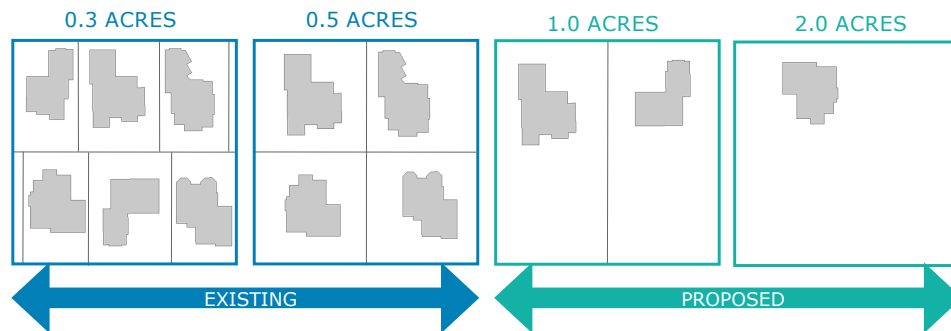 0.3 ACRES
0.5 ACRES
1.0 ACRES
2.0 ACRES
EXISTING
PROPOSED